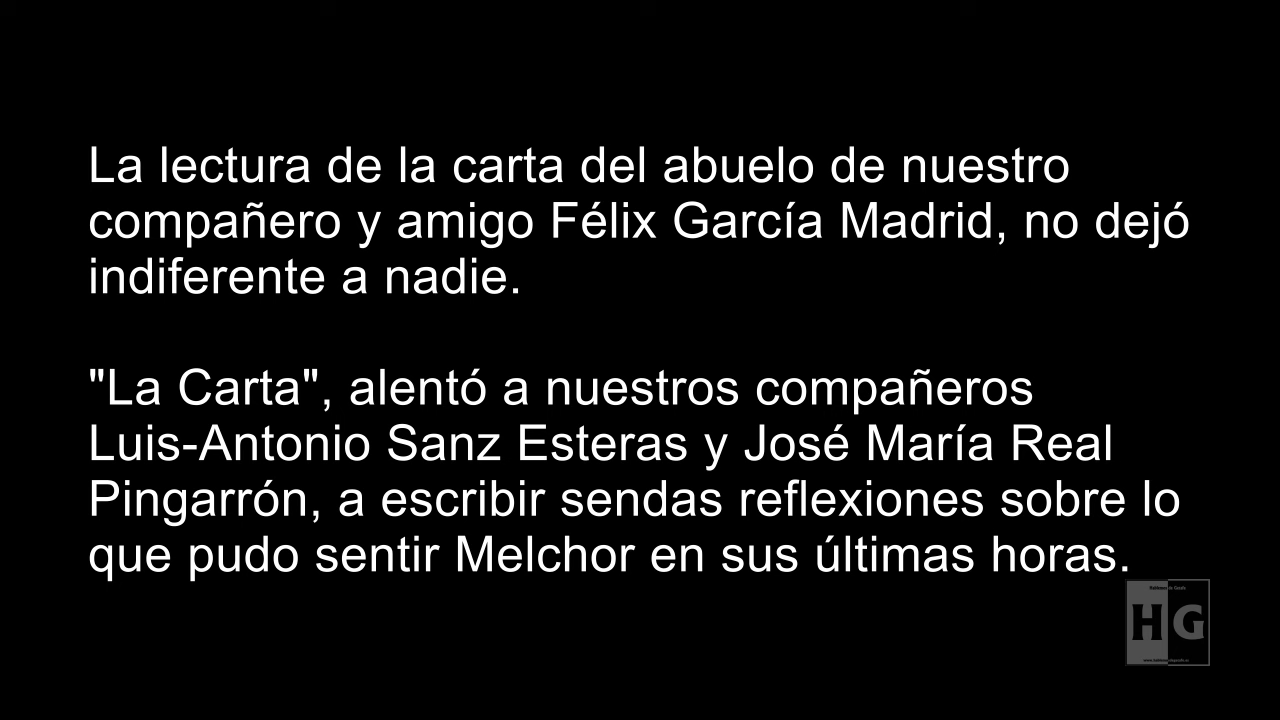 La lectura de la carta del abuelo de nuestro
compañero y amigo Félix García Madrid, no dejó
indiferente a nadie.
"La Carta", alentó a nuestros compañeros
Luis-Antonio Sanz Esteras y José María Real
Pingarrón, a escribir sendas reflexiones sobre lo
que pudo sentir Melchor en sus últimas horas.
HG